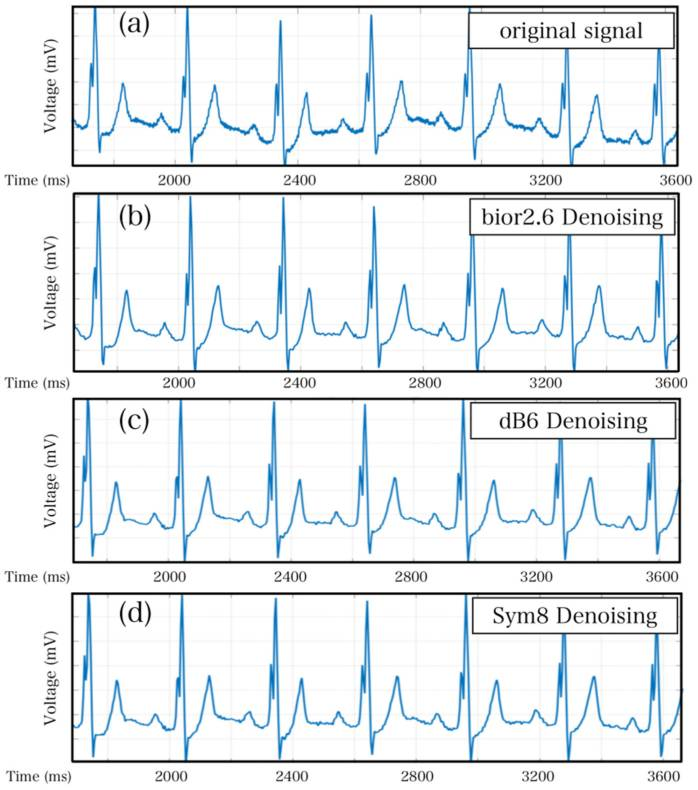 (a)
original signal
Voltage (mV)
Time (ms) 2000 2400 2800 3200 3600
(b)
bior2.6 Denoising
Voltage (mV)
Time (ms) 2000 2400 2800 3200 3600
(c)
dB6 Denoising
Voltage (mV)
Time (ms) 2000 2400 2800 3200 3600
(d)
Sym8 Denoising
Voltage (mV)
Time (ms) 2000 2400 2800 3200 3600